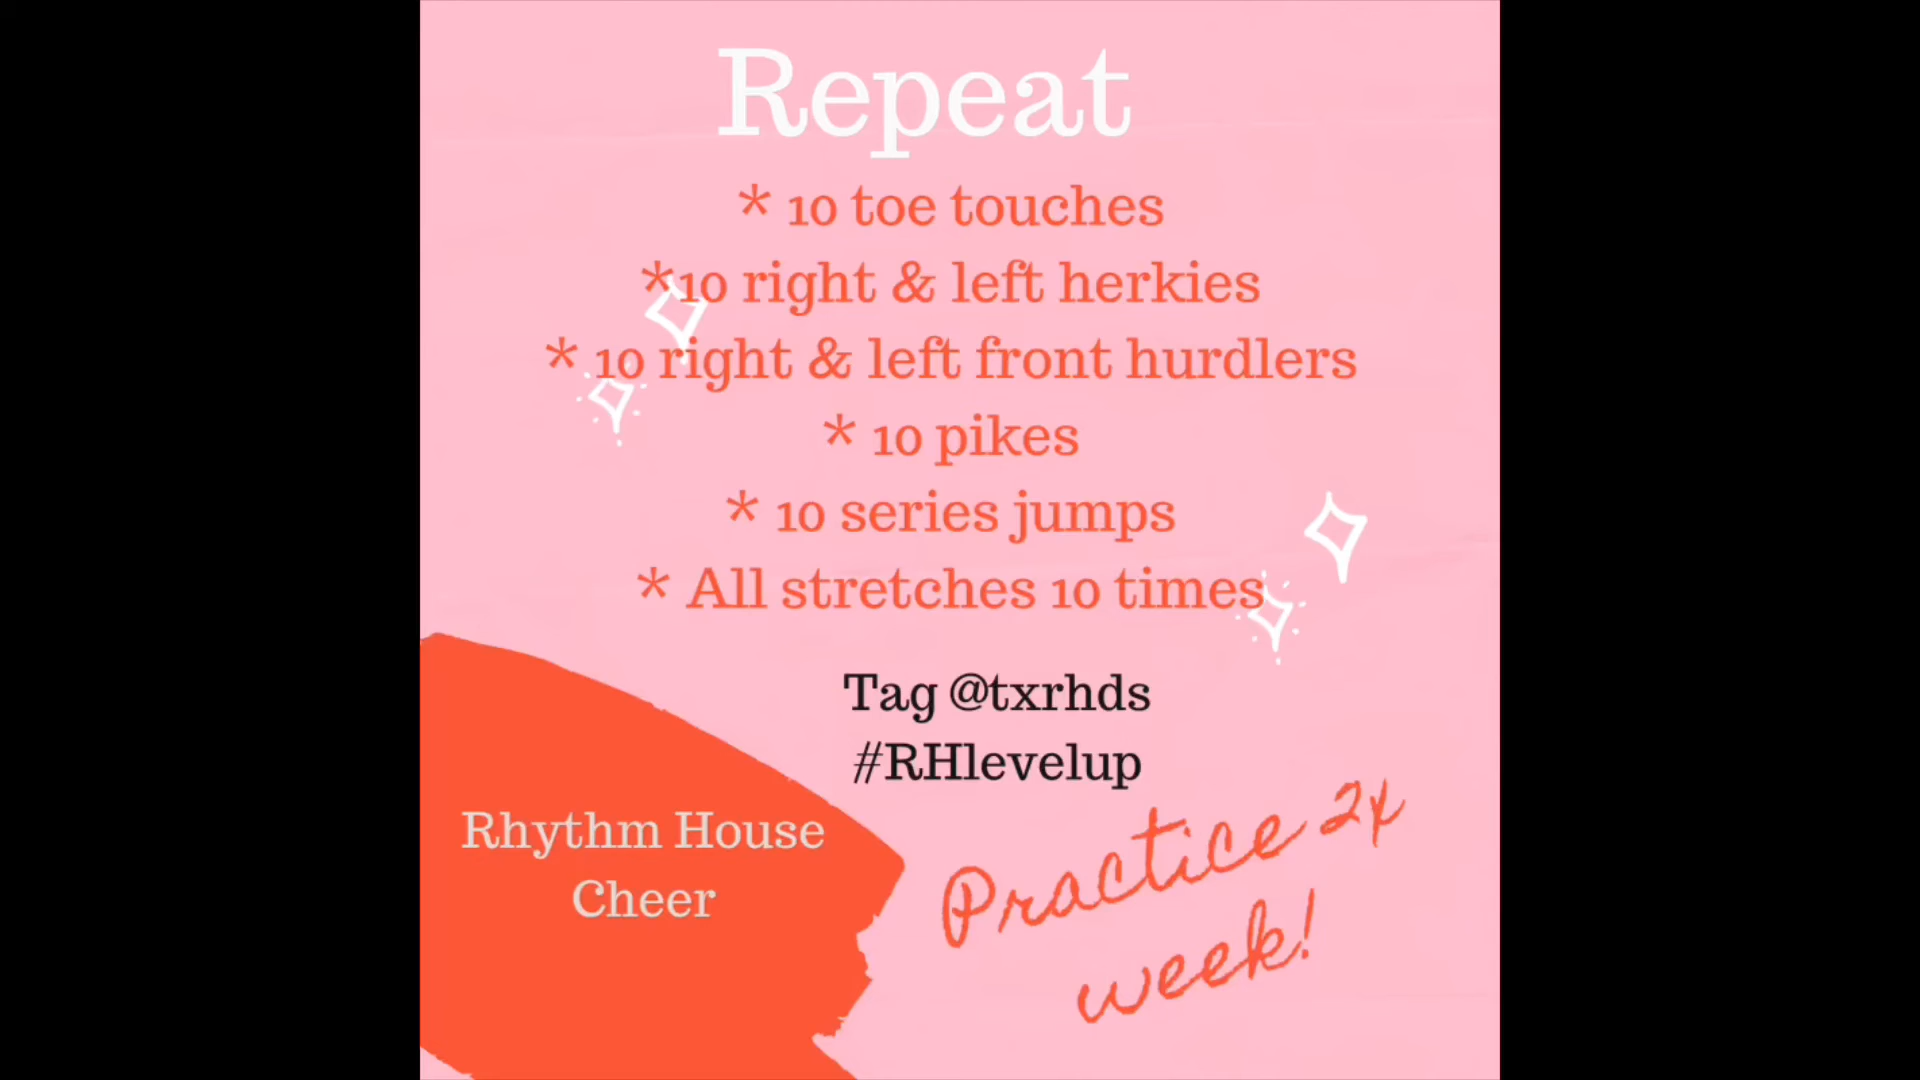 Repeat
* 10 toe touches
*10 right & left herkies
* 10 right & left front hurdlers
* 10 pikes
* 10 series jumps
* All stretches 10 times
Tag @txrhds
#RHlevelup
Rhythm House
Cheer
Practice 2x
week!